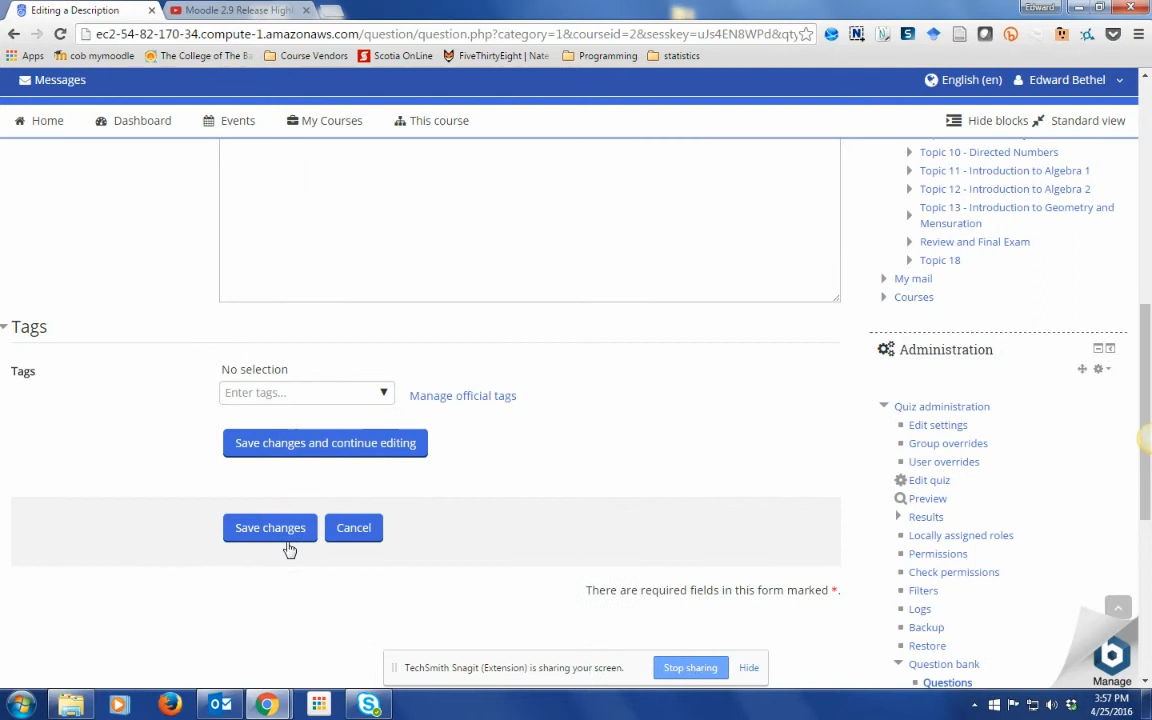 Edward
Editing a Description
Moodle 2.9 Release Highl
ec2-54-82-170-34.compute-1.amazonaws.com/question/question.php?category=1&courseid=2&sesskey=uJs4EN8WPd&qty
Apps
cob mymoodle
The College of The Ba
Course Vendors
Scotia OnLine
FiveThirtyEight | Nate
Programming
statistics
Messages
English (en)
Edward Bethel
Home
Dashboard
Events
My Courses
This course
Hide blocks
Standard view
Topic 10 - Directed Numbers
Topic 11 - Introduction to Algebra 1
Topic 12 - Introduction to Algebra 2
Topic 13 - Introduction to Geometry and
Mensuration
Review and Final Exam
Topic 18
My mail
Courses
Tags
Tags
No selection
Enter tags...
Manage official tags
Save changes and continue editing
Save changes
Cancel
There are required fields in this form marked *.
Administration
Quiz administration
Edit settings
Group overrides
User overrides
Edit quiz
Preview
Results
Locally assigned roles
Permissions
Check permissions
Filters
Logs
Backup
Restore
Question bank
Questions
Manage
TechSmith Snagit (Extension) is sharing your screen.
Stop sharing
Hide
3:57 PM
4/25/2016